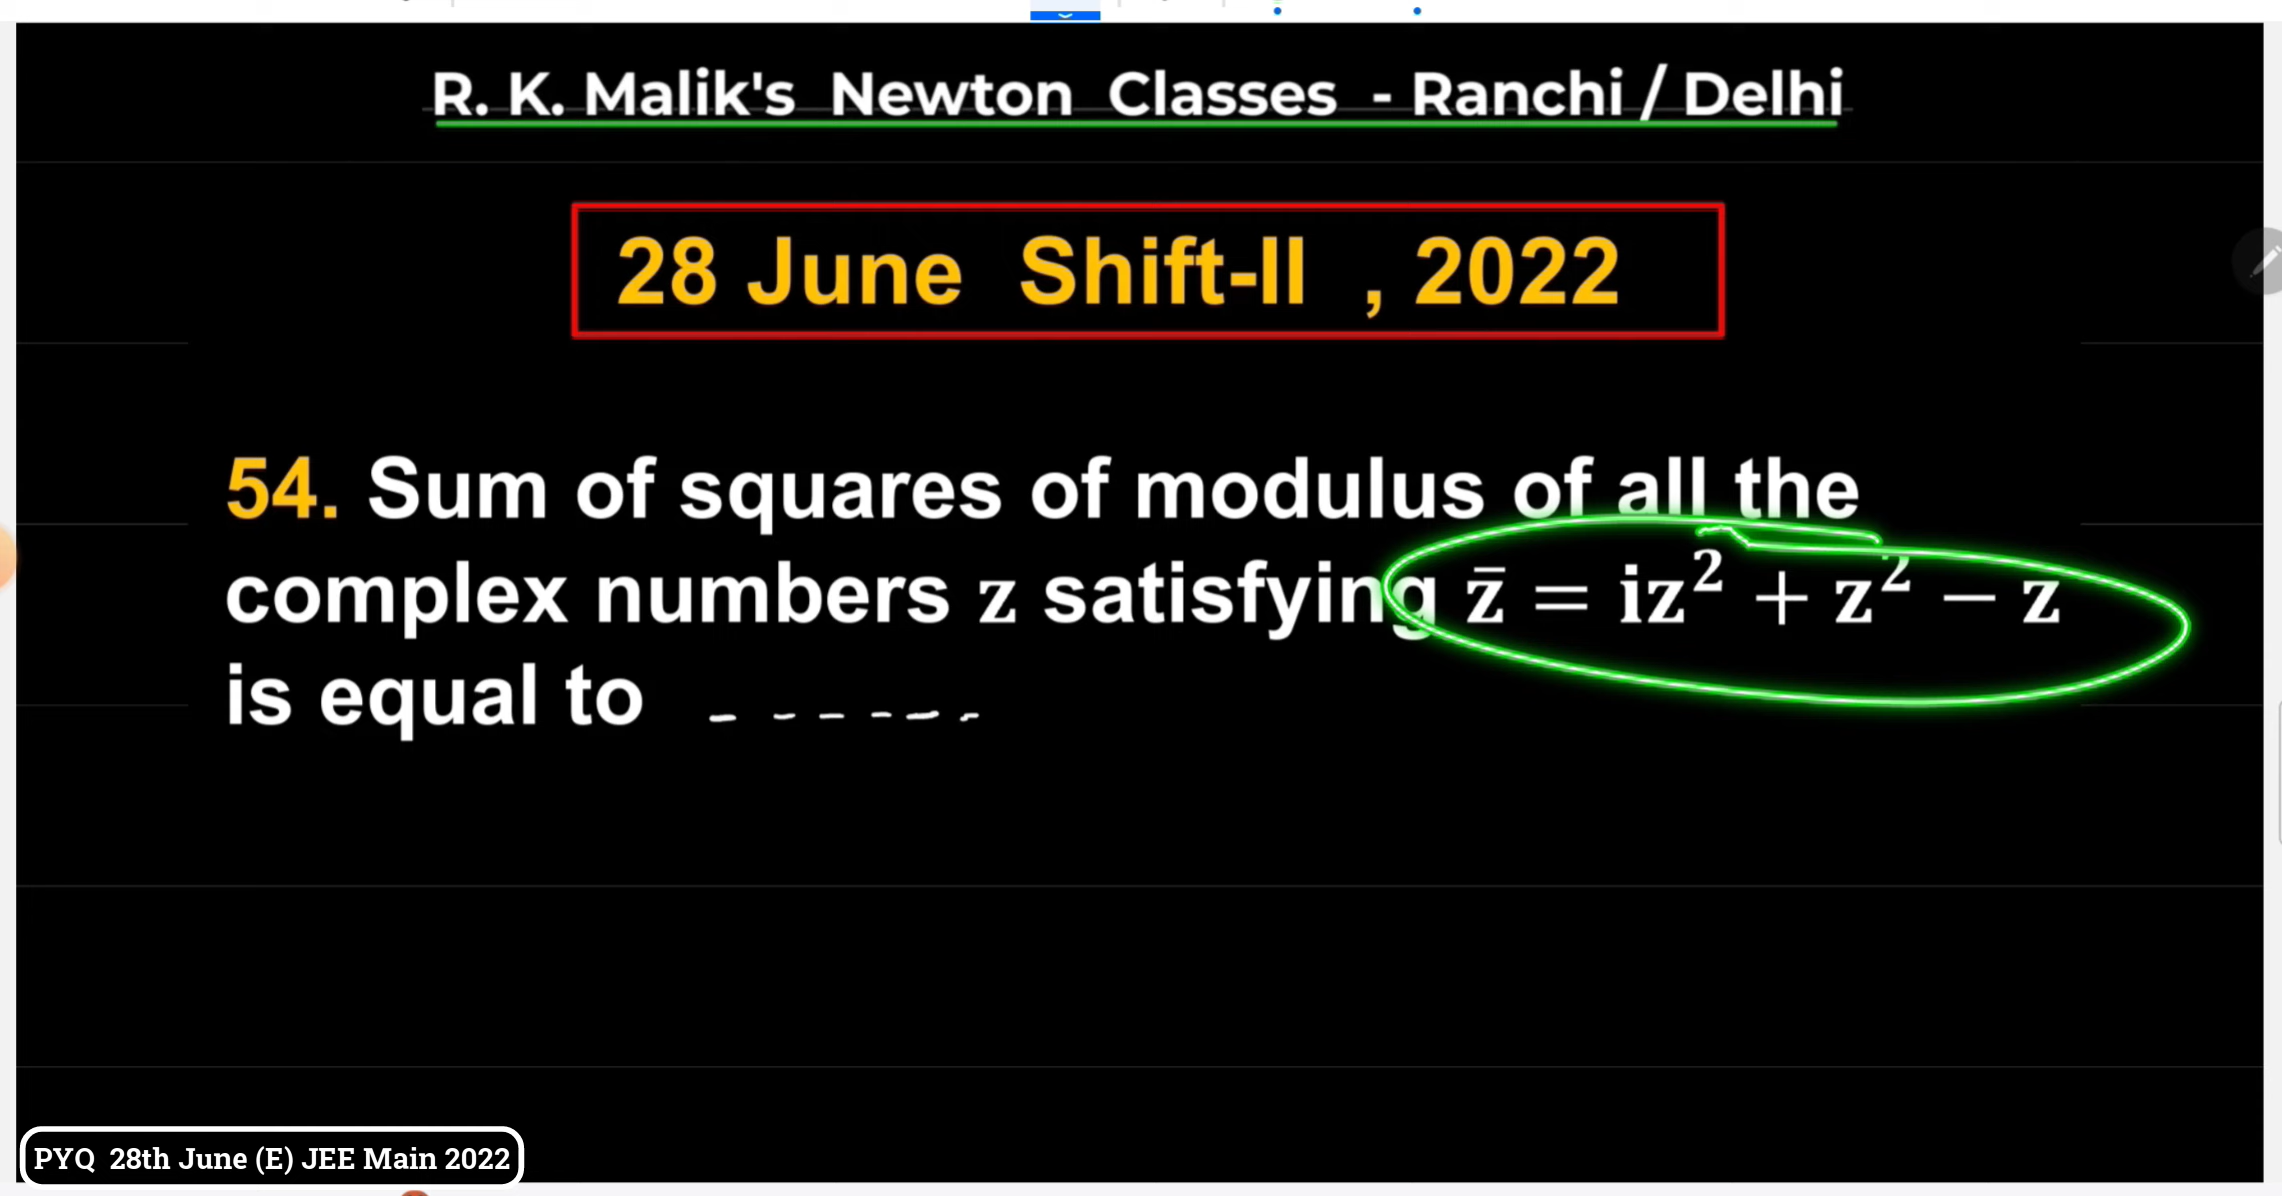 R. K. Malik's Newton Classes - Ranchi / Delhi
28 June Shift-II , 2022
54. Sum of squares of modulus of all the
complex numbers z satisfying z̄ = iz² + z² − z
is equal to _ _ _ _ _ _
PYQ 28th June (E) JEE Main 2022